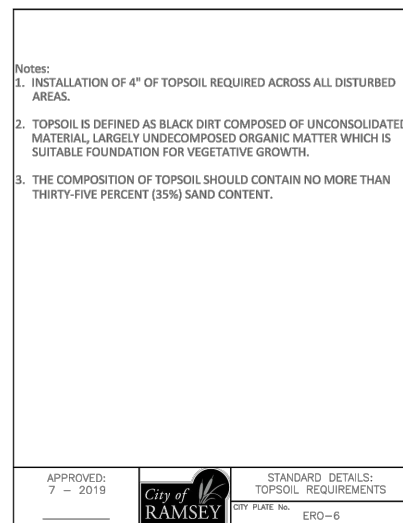 Notes:
1. INSTALLATION OF 4" OF TOPSOIL REQUIRED ACROSS ALL DISTURBED
AREAS.
2. TOPSOIL IS DEFINED AS BLACK DIRT COMPOSED OF UNCONSOLIDATED
MATERIAL, LARGELY UNDECOMPOSED ORGANIC MATTER WHICH IS
SUITABLE FOUNDATION FOR VEGETATIVE GROWTH.
3. THE COMPOSITION OF TOPSOIL SHOULD CONTAIN NO MORE THAN
THIRTY-FIVE PERCENT (35%) SAND CONTENT.
APPROVED:
7 – 2019
City of
RAMSEY
STANDARD DETAILS:
TOPSOIL REQUIREMENTS
CITY PLATE No.
ERO–6